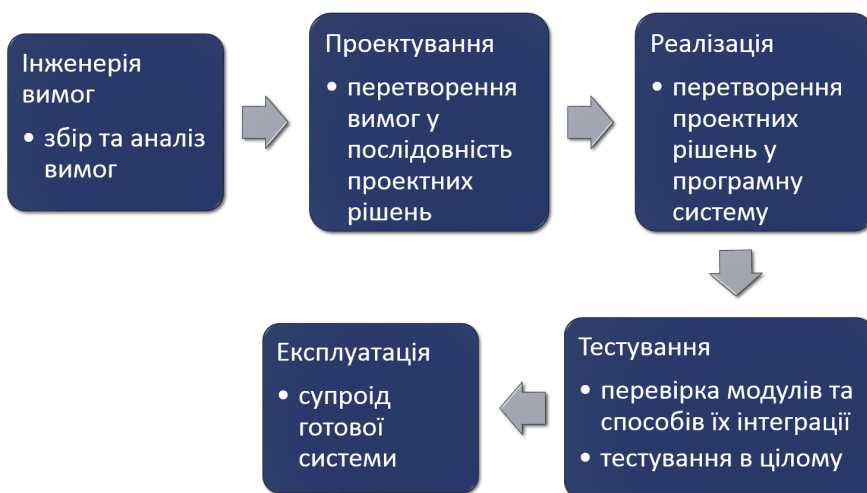 Інженерія
вимог
• збір та аналіз
вимог
Проектування
• перетворення
вимог у
послідовність
проектних
рішень
Реалізація
• перетворення
проектних
рішень у
програмну
систему
Тестування
• перевірка модулів та
способів їх інтеграції
• тестування в цілому
Експлуатація
• супроід
готової
системи